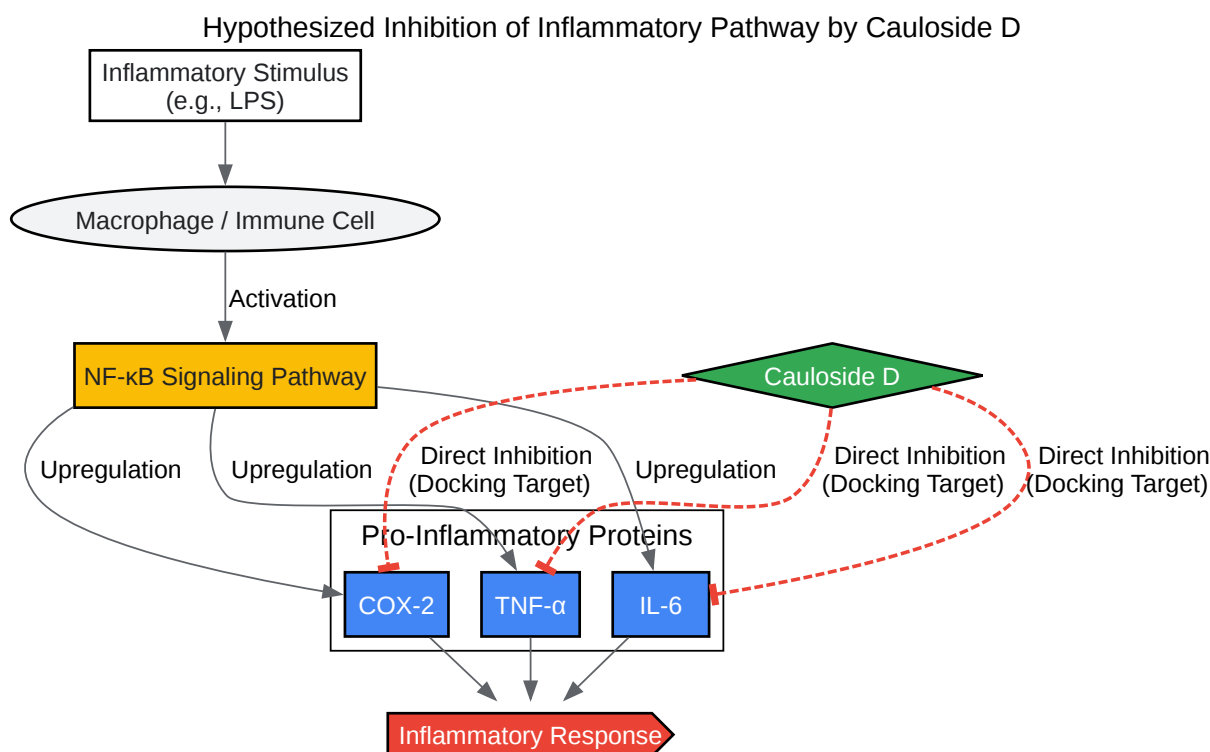 Hypothesized Inhibition of Inflammatory Pathway by Cauloside D
Inflammatory Stimulus
(e.g., LPS)
Macrophage / Immune Cell
Activation
NF-κB Signaling Pathway
Cauloside D
Upregulation
Upregulation
Direct Inhibition
(Docking Target)
Upregulation
Direct Inhibition
(Docking Target)
Direct Inhibition
(Docking Target)
Pro-Inflammatory Proteins
COX-2
TNF-α
IL-6
Inflammatory Response